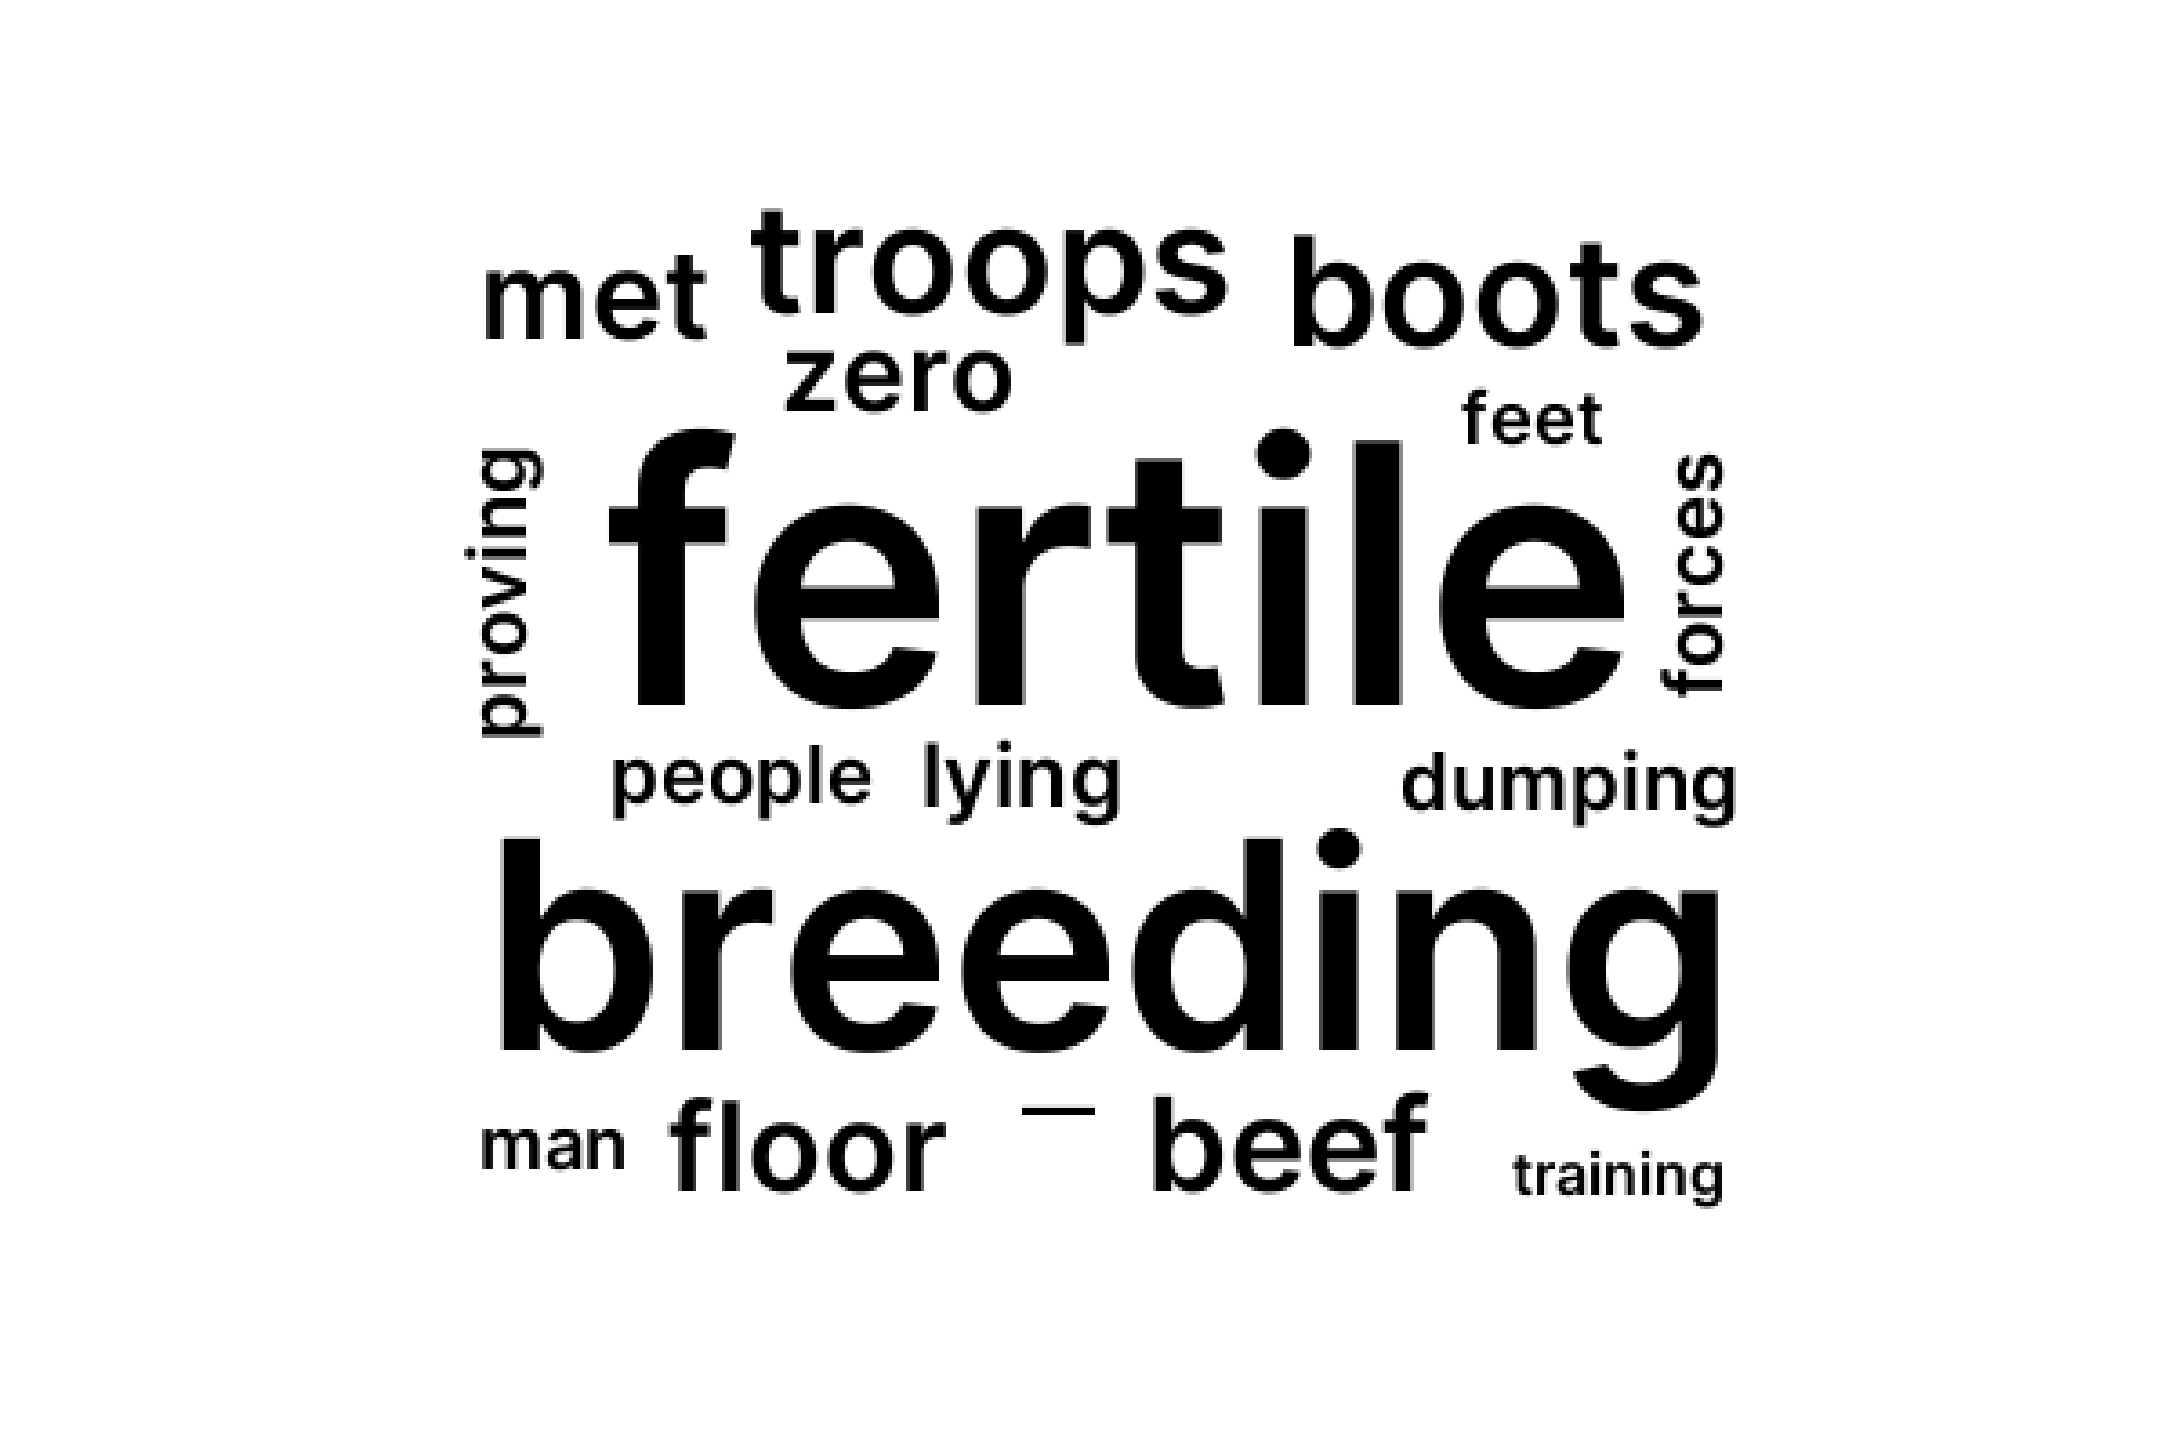 met troops boots
zero
feet
proving fertile forces
people lying dumping
breeding
man floor — beef training